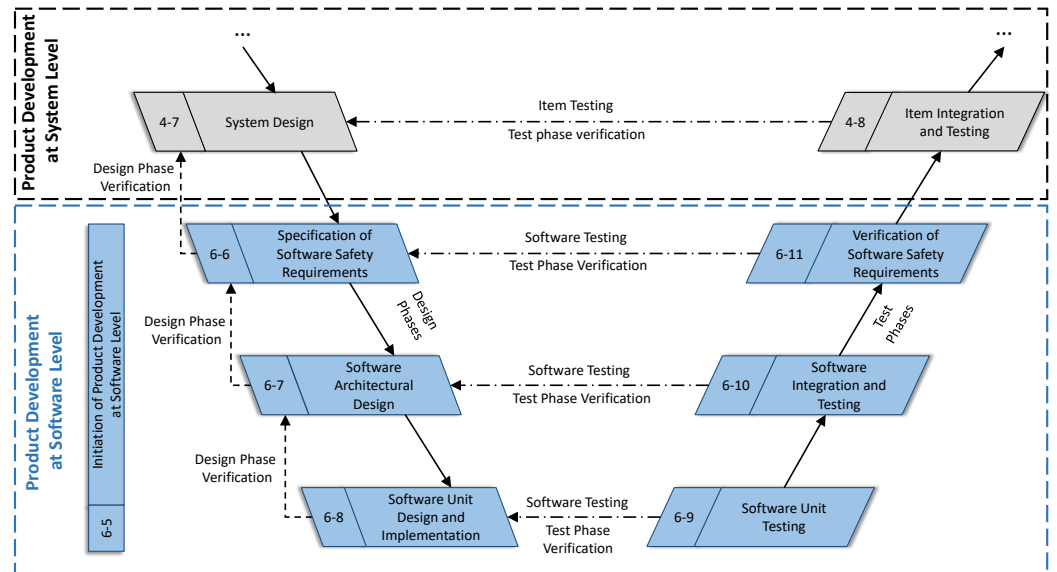 Product Development
at System Level
...
...
4-7
System Design
Item Testing
Test phase verification
4-8
Item Integration
and Testing
Design Phase
Verification
Product Development
at Software Level
Initiation of Product Development
at Software Level
6-5
6-6
Specification of
Software Safety
Requirements
Software Testing
Test Phase Verification
6-11
Verification of
Software Safety
Requirements
Design
Phases
Test
Phases
Design Phase
Verification
6-7
Software
Architectural
Design
Software Testing
Test Phase Verification
6-10
Software
Integration and
Testing
Design Phase
Verification
6-8
Software Unit
Design and
Implementation
Software Testing
Test Phase
Verification
6-9
Software Unit
Testing